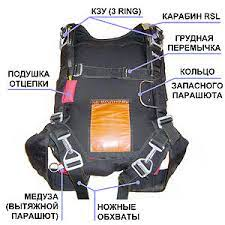 КЗУ (3 RING)
КАРАБИН RSL
ГРУДНАЯ
ПЕРЕМЫЧКА
ПОДУШКА
ОТЦЕПКИ
КОЛЬЦО
ЗАПАСНОГО
ПАРАШЮТА
МЕДУЗА
(ВЫТЯЖНОЙ
ПАРАШЮТ)
НОЖНЫЕ
ОБХВАТЫ